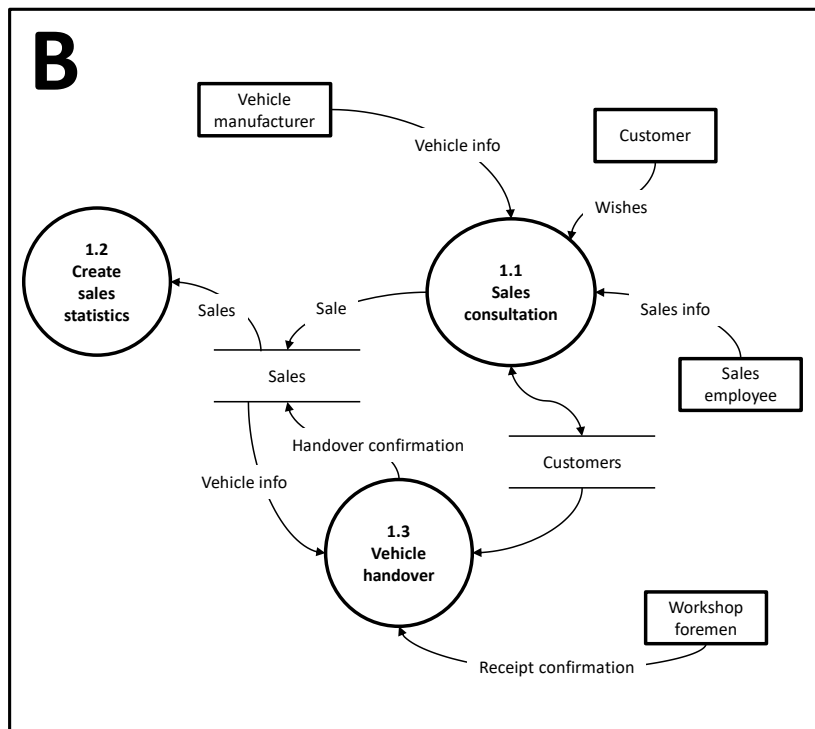 B
Vehicle
manufacturer
Customer
Vehicle info
Wishes
1.2
Create
sales
statistics
1.1
Sales
consultation
Sales
Sale
Sales info
Sales
Sales
employee
Handover confirmation
Customers
Vehicle info
1.3
Vehicle
handover
Workshop
foremen
Receipt confirmation